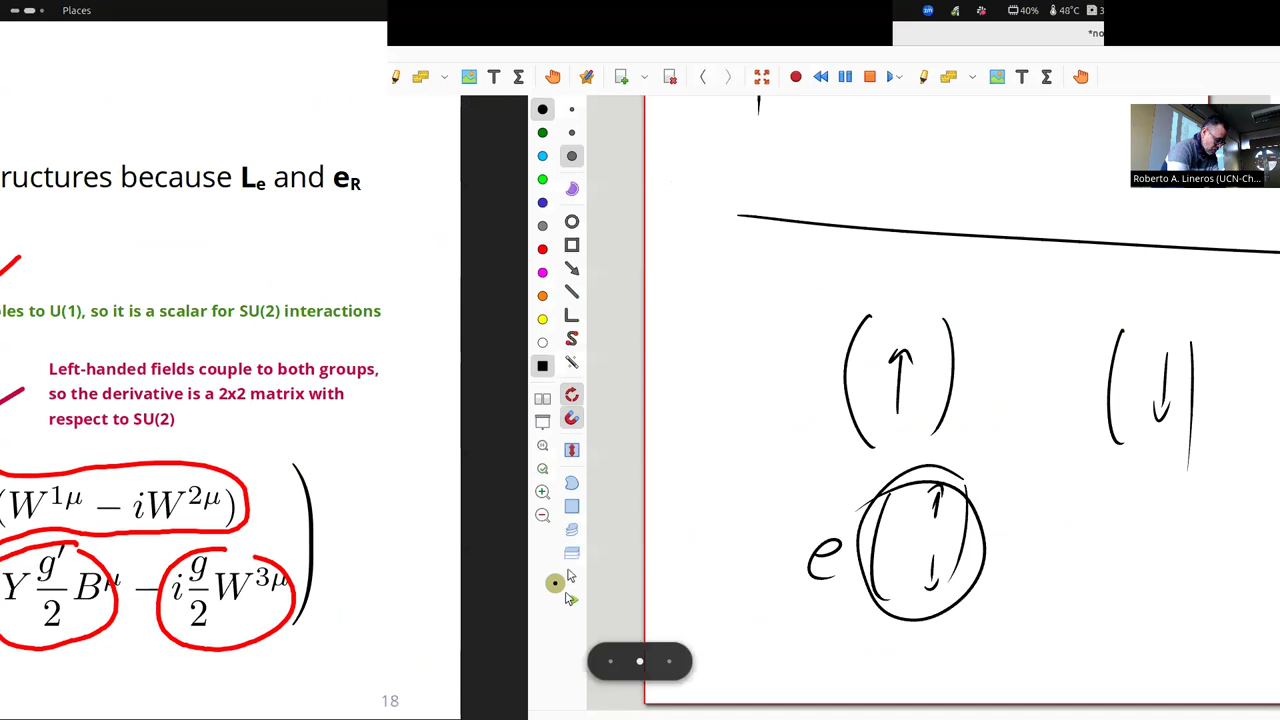 Places
40%
48°C
3
*no
ructures because Le and eR
les to U(1), so it is a scalar for SU(2) interactions
Left-handed fields couple to both groups,
so the derivative is a 2x2 matrix with
respect to SU(2)
(W^{1μ} − iW^{2μ})
Y g'/2 B^μ − i g/2 W^{3μ}
18
Roberto A. Lineros (UCN-Ch...
(↑) (↓)
e (↑ ↓)